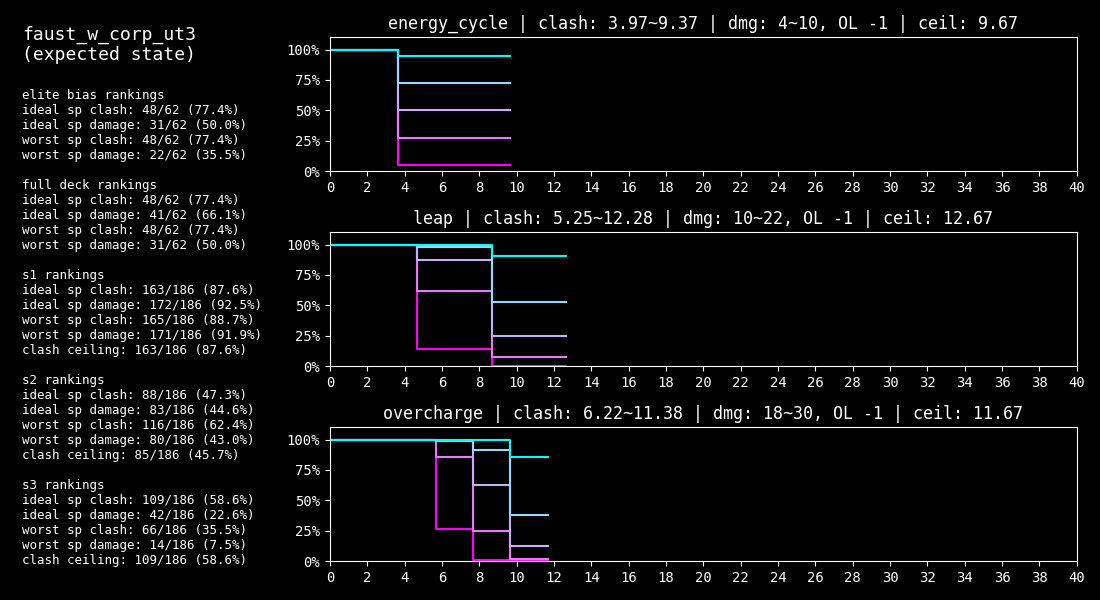 faust_w_corp_ut3
(expected state)
elite bias rankings
ideal sp clash: 48/62 (77.4%)
ideal sp damage: 31/62 (50.0%)
worst sp clash: 48/62 (77.4%)
worst sp damage: 22/62 (35.5%)
full deck rankings
ideal sp clash: 48/62 (77.4%)
ideal sp damage: 41/62 (66.1%)
worst sp clash: 48/62 (77.4%)
worst sp damage: 31/62 (50.0%)
s1 rankings
ideal sp clash: 163/186 (87.6%)
ideal sp damage: 172/186 (92.5%)
worst sp clash: 165/186 (88.7%)
worst sp damage: 171/186 (91.9%)
clash ceiling: 163/186 (87.6%)
s2 rankings
ideal sp clash: 88/186 (47.3%)
ideal sp damage: 83/186 (44.6%)
worst sp clash: 116/186 (62.4%)
worst sp damage: 80/186 (43.0%)
clash ceiling: 85/186 (45.7%)
s3 rankings
ideal sp clash: 109/186 (58.6%)
ideal sp damage: 42/186 (22.6%)
worst sp clash: 66/186 (35.5%)
worst sp damage: 14/186 (7.5%)
clash ceiling: 109/186 (58.6%)
energy_cycle | clash: 3.97~9.37 | dmg: 4~10, OL -1 | ceil: 9.67
100%
75%
50%
25%
0%
0 2 4 6 8 10 12 14 16 18 20 22 24 26 28 30 32 34 36 38 40
leap | clash: 5.25~12.28 | dmg: 10~22, OL -1 | ceil: 12.67
100%
75%
50%
25%
0%
0 2 4 6 8 10 12 14 16 18 20 22 24 26 28 30 32 34 36 38 40
overcharge | clash: 6.22~11.38 | dmg: 18~30, OL -1 | ceil: 11.67
100%
75%
50%
25%
0%
0 2 4 6 8 10 12 14 16 18 20 22 24 26 28 30 32 34 36 38 40